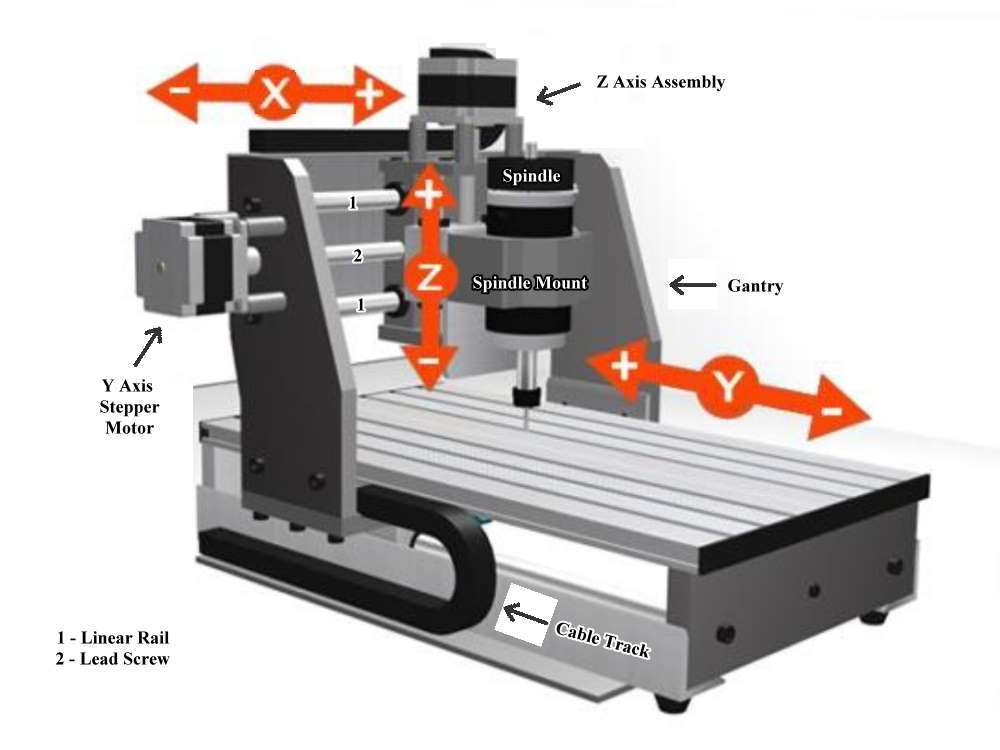 - X +
Z Axis Assembly
Spindle
+
1
2
Z
Spindle Mount
1
-
Gantry
+ Y -
Y Axis
Stepper
Motor
Cable Track
1 - Linear Rail
2 - Lead Screw